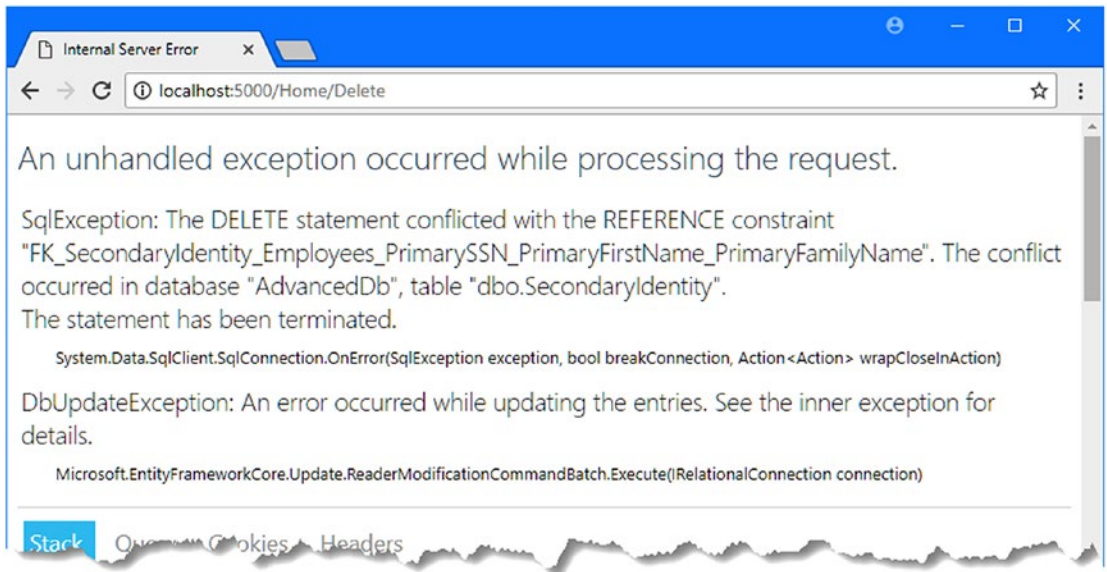 Internal Server Error
localhost:5000/Home/Delete
An unhandled exception occurred while processing the request.
SqlException: The DELETE statement conflicted with the REFERENCE constraint
"FK_SecondaryIdentity_Employees_PrimarySSN_PrimaryFirstName_PrimaryFamilyName". The conflict
occurred in database "AdvancedDb", table "dbo.SecondaryIdentity".
The statement has been terminated.
System.Data.SqlClient.SqlConnection.OnError(SqlException exception, bool breakConnection, Action<Action> wrapCloseInAction)
DbUpdateException: An error occurred while updating the entries. See the inner exception for
details.
Microsoft.EntityFrameworkCore.Update.ReaderModificationCommandBatch.Execute(IRelationalConnection connection)
Stack Cookies Headers